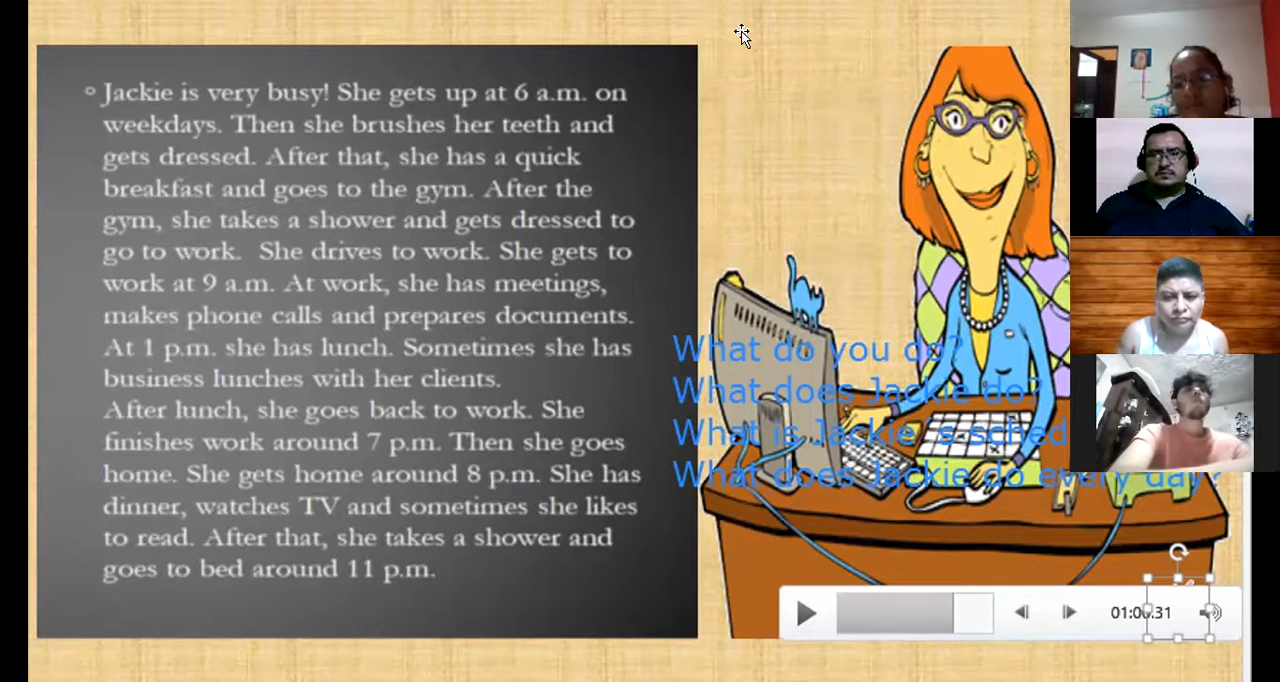 Jackie is very busy! She gets up at 6 a.m. on
weekdays. Then she brushes her teeth and
gets dressed. After that, she has a quick
breakfast and goes to the gym. After the
gym, she takes a shower and gets dressed to
go to work. She drives to work. She gets to
work at 9 a.m. At work, she has meetings,
makes phone calls and prepares documents.
At 1 p.m. she has lunch. Sometimes she has
business lunches with her clients.
After lunch, she goes back to work. She
finishes work around 7 p.m. Then she goes
home. She gets home around 8 p.m. She has
dinner, watches TV and sometimes she likes
to read. After that, she takes a shower and
goes to bed around 11 p.m.
What do you do?
What does Jackie do?
What is Jackie 's sched
What does Jackie do every day?